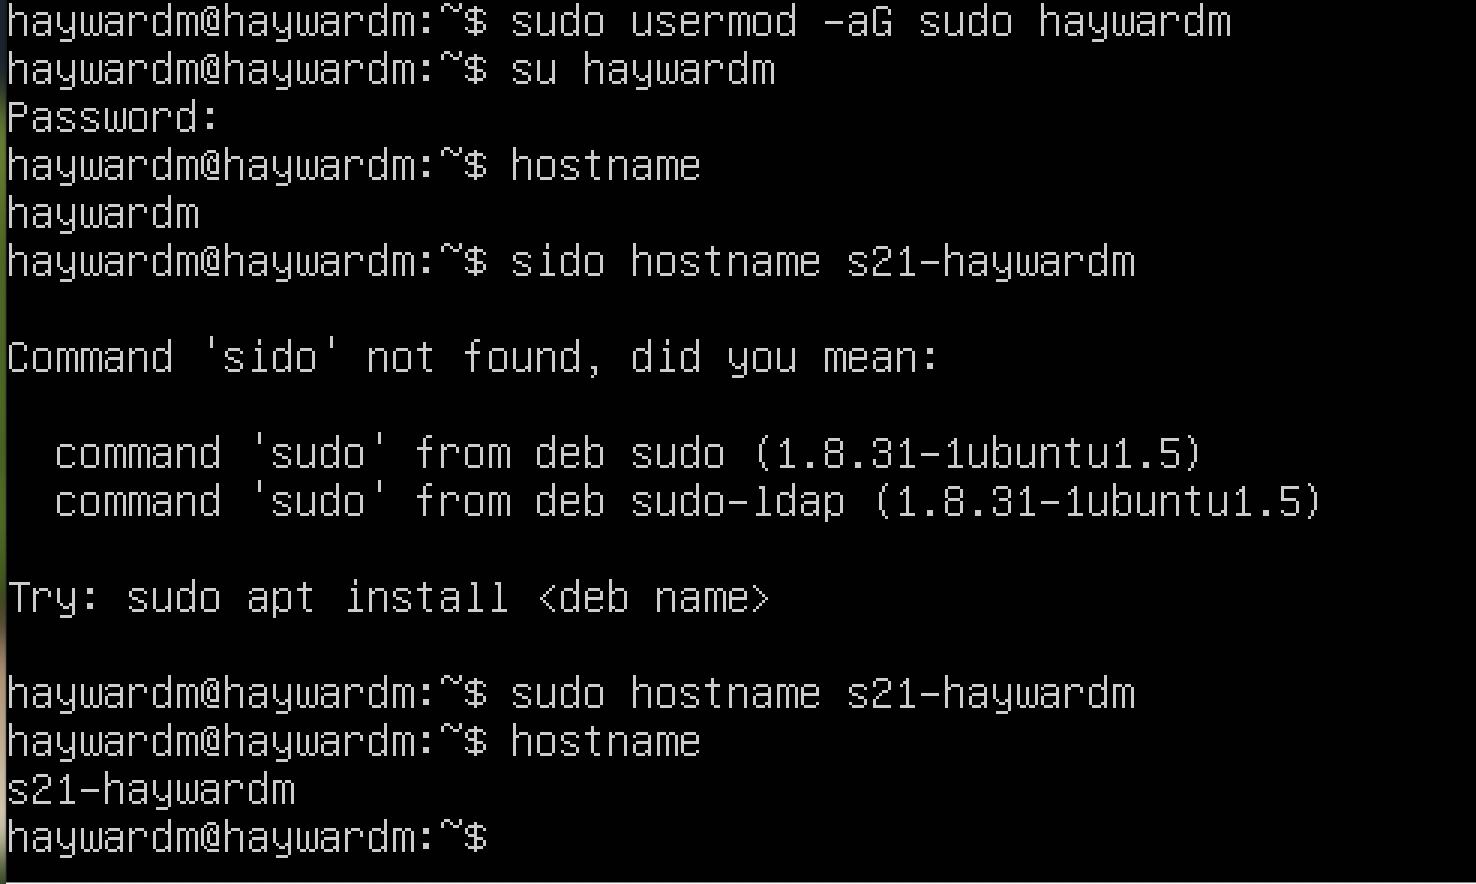 haywardm@haywardm:~$ sudo usermod -aG sudo haywardm
haywardm@haywardm:~$ su haywardm
Password:
haywardm@haywardm:~$ hostname
haywardm
haywardm@haywardm:~$ sido hostname s21-haywardm
Command 'sido' not found, did you mean:
  command 'sudo' from deb sudo (1.8.31-1ubuntu1.5)
  command 'sudo' from deb sudo-ldap (1.8.31-1ubuntu1.5)
Try: sudo apt install <deb name>
haywardm@haywardm:~$ sudo hostname s21-haywardm
haywardm@haywardm:~$ hostname
s21-haywardm
haywardm@haywardm:~$